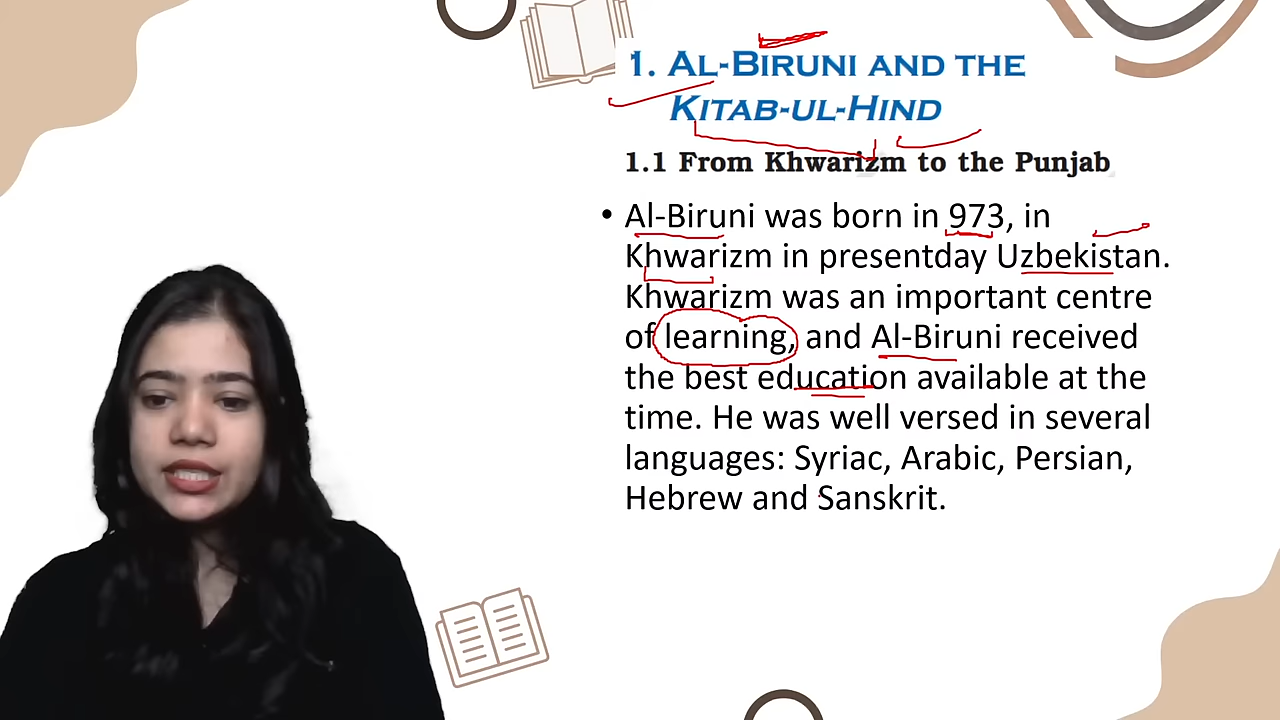 1. AL-BIRUNI AND THE
KITAB-UL-HIND
1.1 From Khwarizm to the Punjab
• Al-Biruni was born in 973, in
Khwarizm in presentday Uzbekistan.
Khwarizm was an important centre
of learning, and Al-Biruni received
the best education available at the
time. He was well versed in several
languages: Syriac, Arabic, Persian,
Hebrew and Sanskrit.